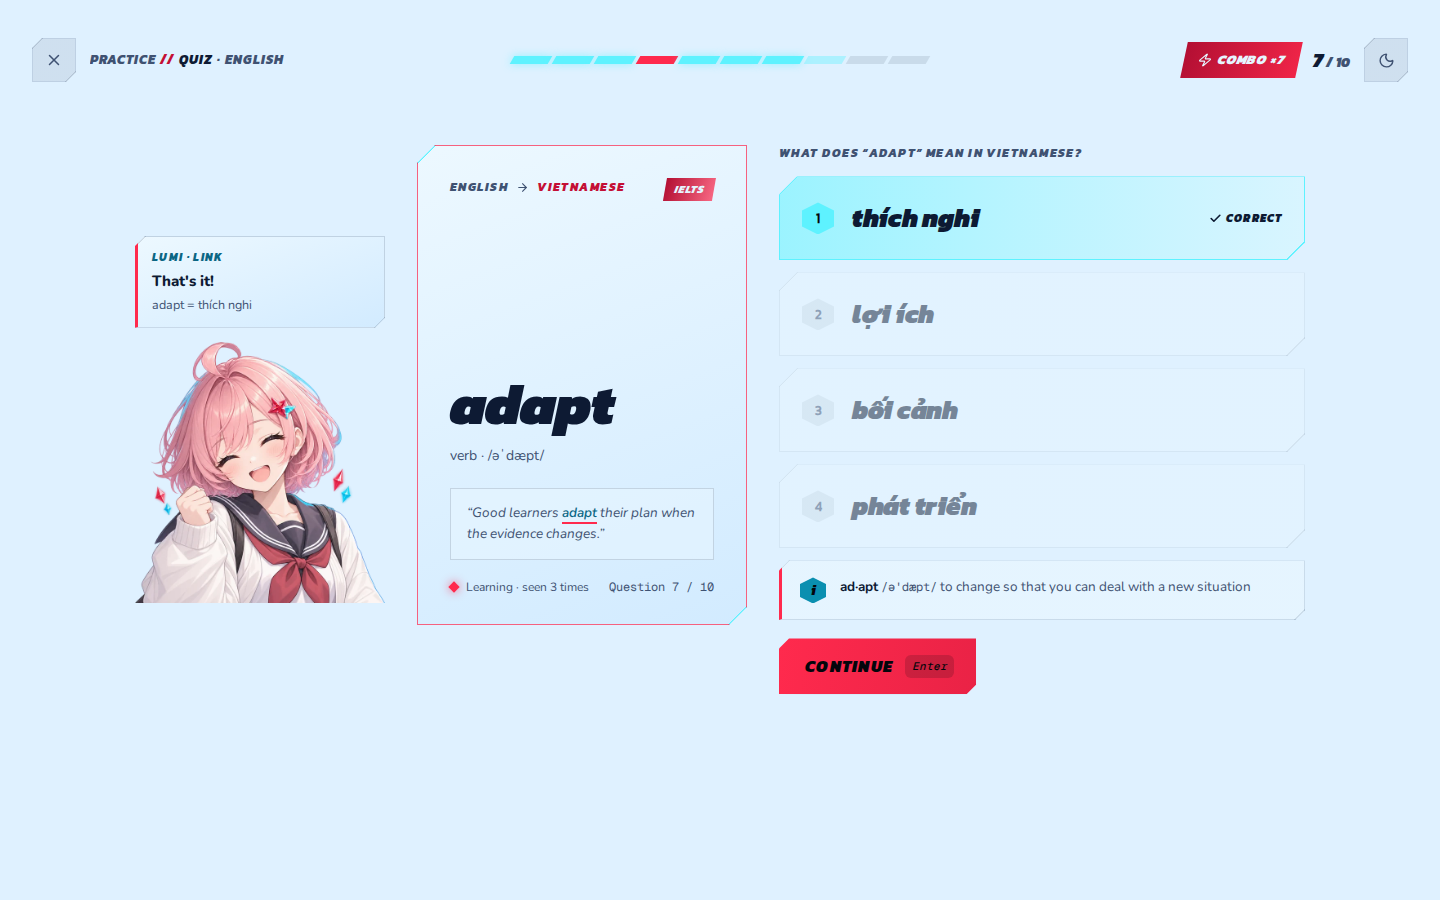 PRACTICE // QUIZ · ENGLISH
COMBO ×7
7 / 10
LUMI · LINK
That's it!
adapt = thích nghi
ENGLISH → VIETNAMESE
IELTS
adapt
verb · /əˈdæpt/
“Good learners adapt their plan when
the evidence changes.”
Learning · seen 3 times
Question 7 / 10
WHAT DOES “ADAPT” MEAN IN VIETNAMESE?
1 thích nghi
CORRECT
2 lợi ích
3 bối cảnh
4 phát triển
i ad·apt /əˈdæpt/ to change so that you can deal with a new situation
CONTINUE Enter